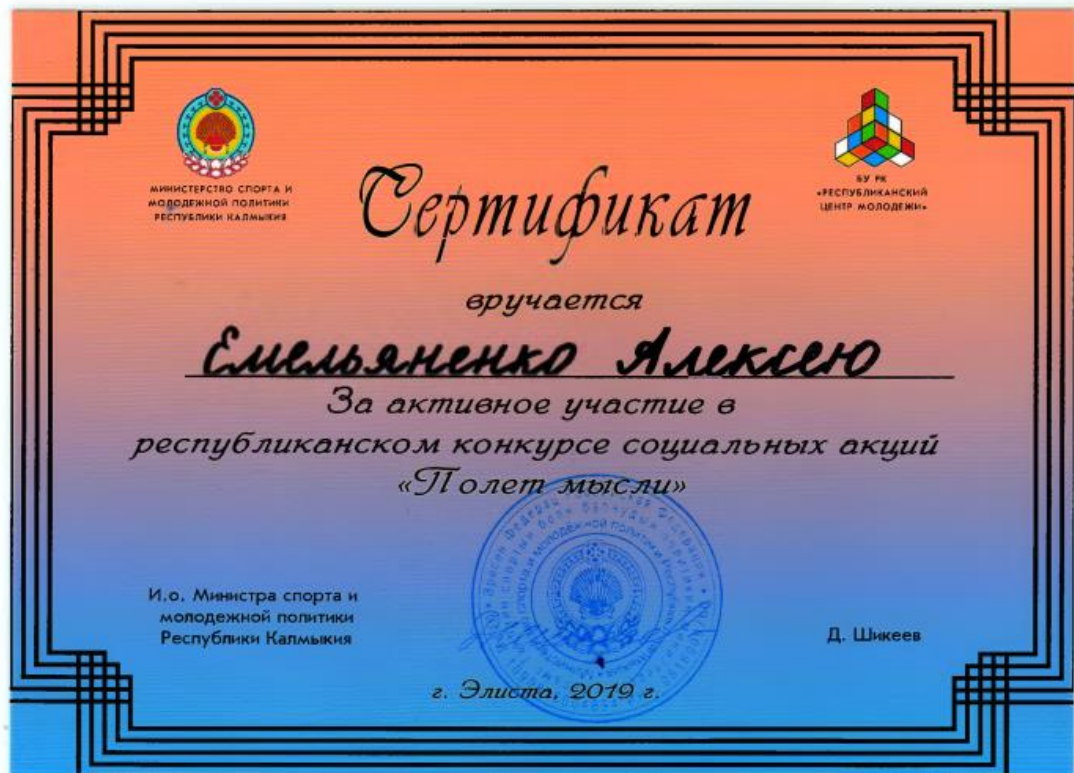 МИНИСТЕРСТВО СПОРТА И
МОЛОДЕЖНОЙ ПОЛИТИКИ
РЕСПУБЛИКИ КАЛМЫКИЯ
БУ РК
«РЕСПУБЛИКАНСКИЙ
ЦЕНТР МОЛОДЕЖИ»
Сертификат
вручается
Емельяненко Алексею
За активное участие в
республиканском конкурсе социальных акций
«Полет мысли»
И.о. Министра спорта и
молодежной политики
Республики Калмыкия
Д. Шикеев
г. Элиста, 2019 г.